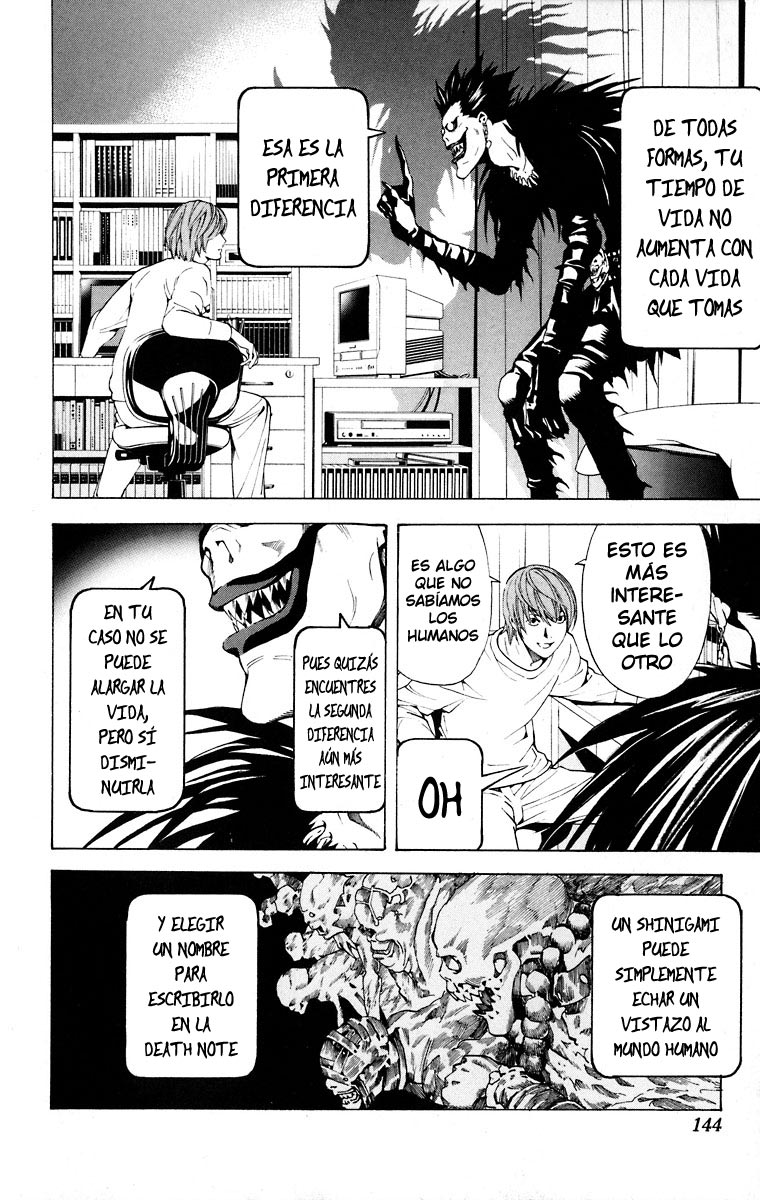 DE TODAS
FORMAS, TU
TIEMPO DE
VIDA NO
AUMENTA CON
CADA VIDA
QUE TOMAS
ESA ES LA
PRIMERA
DIFERENCIA
ESTO ES
MÁS
INTERE-
SANTE
QUE LO
OTRO
ES ALGO
QUE NO
SABÍAMOS
LOS
HUMANOS
OH
PUES QUIZÁS
ENCUENTRES
LA SEGUNDA
DIFERENCIA
AÚN MÁS
INTERESANTE
EN TU
CASO NO SE
PUEDE
ALARGAR LA
VIDA,
PERO SÍ
DISMI-
NUIRLA
UN SHINIGAMI
PUEDE
SIMPLEMENTE
ECHAR UN
VISTAZO AL
MUNDO HUMANO
Y ELEGIR
UN NOMBRE
PARA
ESCRIBIRLO
EN LA
DEATH NOTE
144